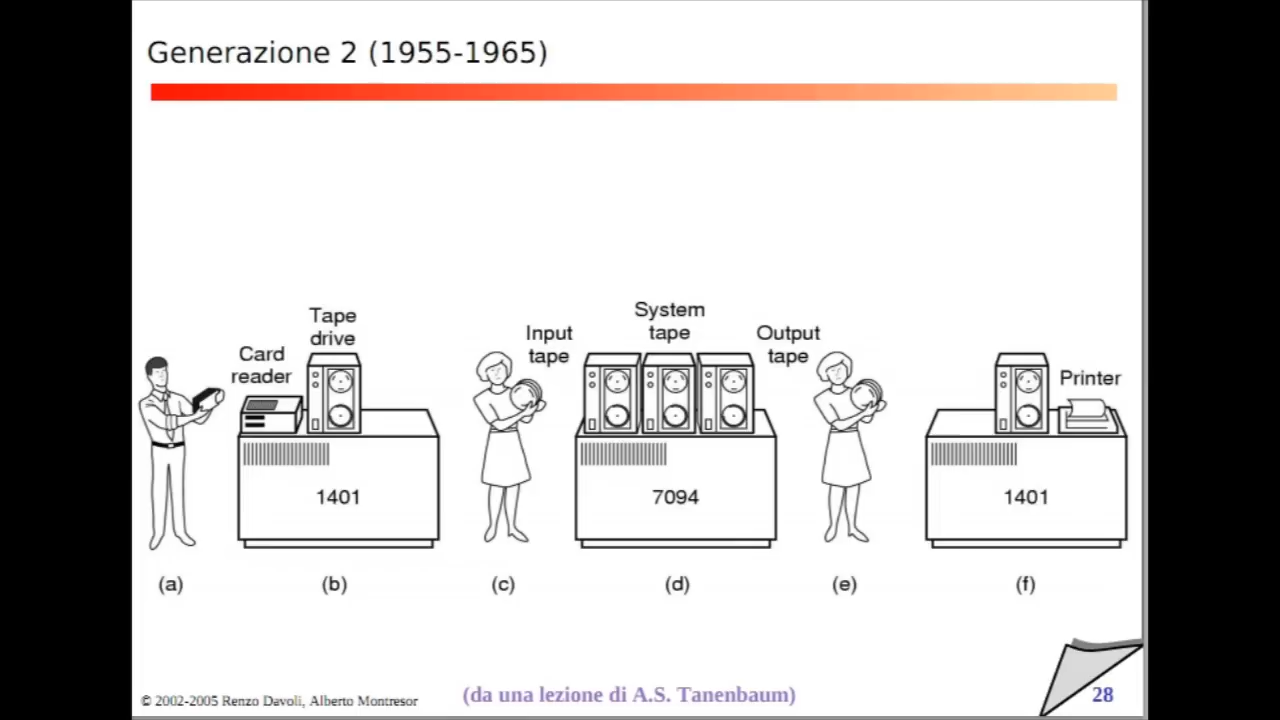 Generazione 2 (1955-1965)
Tape
drive
Card
reader
Input
tape
System
tape
Output
tape
Printer
1401
7094
1401
(a)
(b)
(c)
(d)
(e)
(f)
© 2002-2005 Renzo Davoli, Alberto Montresor
(da una lezione di A.S. Tanenbaum)
28